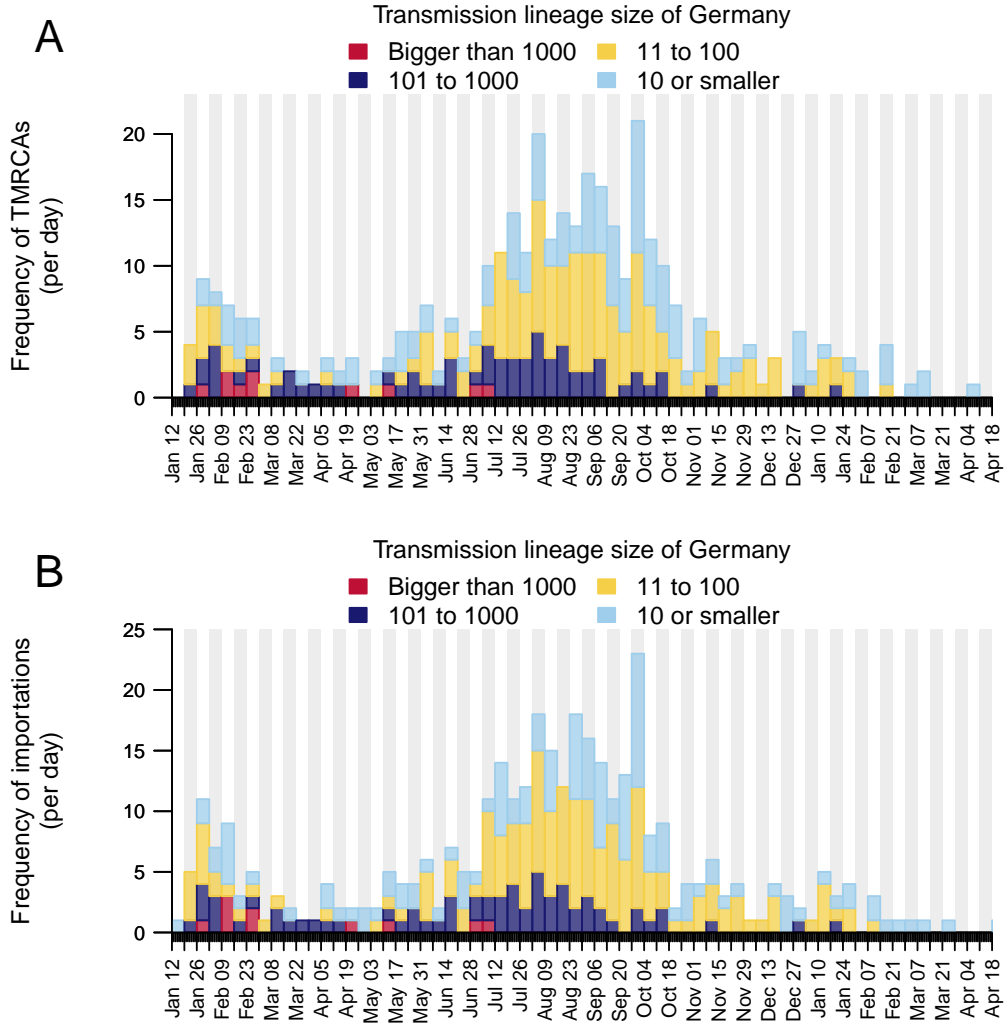 A
Transmission lineage size of Germany
Bigger than 1000
11 to 100
101 to 1000
10 or smaller
Frequency of TMRCAs
(per day)
20
15
10
5
0
Jan 12
Jan 26
Feb 09
Feb 23
Mar 08
Mar 22
Apr 05
Apr 19
May 03
May 17
May 31
Jun 14
Jun 28
Jul 12
Jul 26
Aug 09
Aug 23
Sep 06
Sep 20
Oct 04
Oct 18
Nov 01
Nov 15
Nov 29
Dec 13
Dec 27
Jan 10
Jan 24
Feb 07
Feb 21
Mar 07
Mar 21
Apr 04
Apr 18
B
Transmission lineage size of Germany
Bigger than 1000
11 to 100
101 to 1000
10 or smaller
Frequency of importations
(per day)
25
20
15
10
5
0
Jan 12
Jan 26
Feb 09
Feb 23
Mar 08
Mar 22
Apr 05
Apr 19
May 03
May 17
May 31
Jun 14
Jun 28
Jul 12
Jul 26
Aug 09
Aug 23
Sep 06
Sep 20
Oct 04
Oct 18
Nov 01
Nov 15
Nov 29
Dec 13
Dec 27
Jan 10
Jan 24
Feb 07
Feb 21
Mar 07
Mar 21
Apr 04
Apr 18